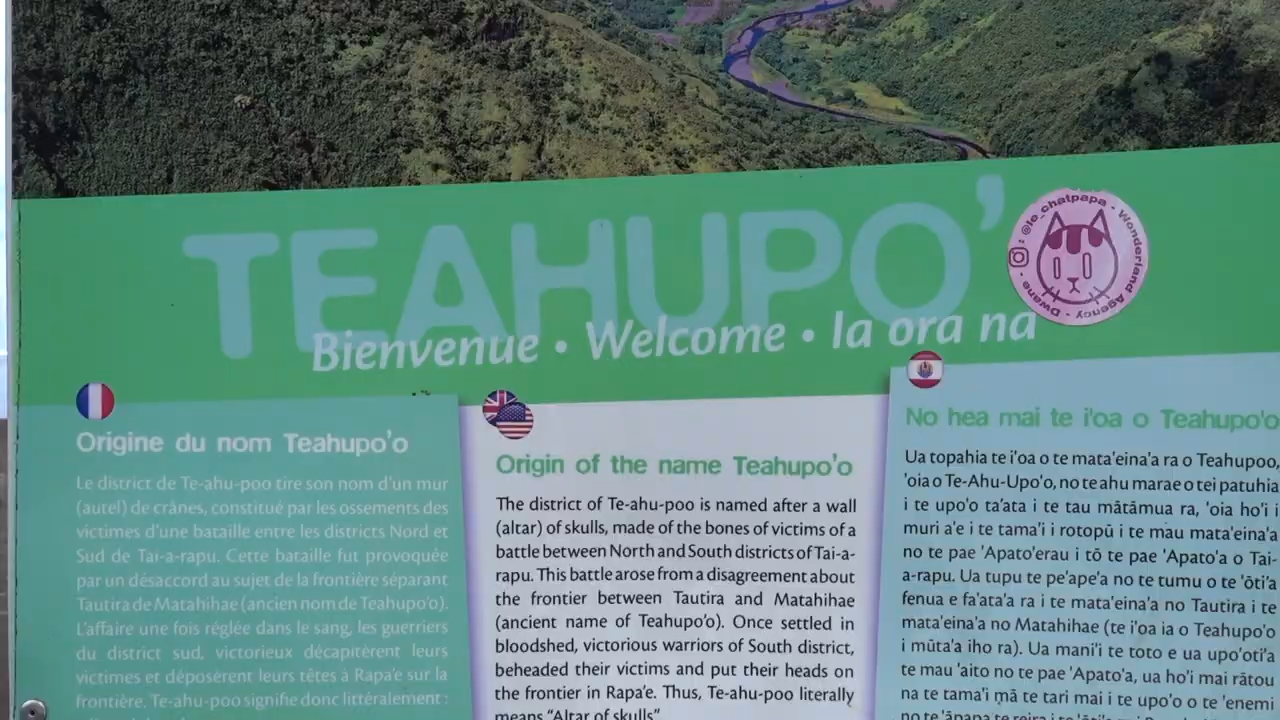 TEAHUPO'
Bienvenue • Welcome • Ia ora na
@le_chatpapa - Wonderland Agency - Dwane -
Origine du nom Teahupo'o
Le district de Te-ahu-poo tire son nom d'un mur
(autel) de crânes, constitué par les ossements des
victimes d'une bataille entre les districts Nord et
Sud de Tai-a-rapu. Cette bataille fut provoquée
par un désaccord au sujet de la frontière séparant
Tautira de Matahihae (ancien nom de Teahupo'o).
L'affaire une fois réglée dans le sang, les guerriers
du district sud, victorieux décapitèrent leurs
victimes et déposèrent leurs têtes à Rapa'e sur la
frontière. Te-ahu-poo signifie donc littéralement :
Origin of the name Teahupo'o
The district of Te-ahu-poo is named after a wall
(altar) of skulls, made of the bones of victims of a
battle between North and South districts of Tai-a-
rapu. This battle arose from a disagreement about
the frontier between Tautira and Matahihae
(ancient name of Teahupo'o). Once settled in
bloodshed, victorious warriors of South district,
beheaded their victims and put their heads on
the frontier in Rapa'e. Thus, Te-ahu-poo literally
means "Altar of skulls"
No hea mai te i'oa o Teahupo'o
Ua topahia te i'oa o te mata'eina'a ra o Teahupoo,
'oia o Te-Ahu-Upo'o, no te ahu marae o tei patuhia
i te upo'o ta'ata i te tau mātāmua ra, 'oia ho'i i
muri a'e i te tama'i i rotopū i te mau mata'eina'a
no te pae 'Apato'erau i tō te pae 'Apato'a o Tai-
a-rapu. Ua tupu te pe'ape'a no te tumu o te 'ōti'a
fenua e fa'ata'a ra i te mata'eina'a no Tautira i te
mata'eina'a no Matahihae (te i'oa ia o Teahupo'o
i mūta'a iho ra). Ua mani'i te toto e ua upo'oti'a
te mau 'aito no te pae 'Apato'a, ua ho'i mai rātou
na te tama'i mā te tari mai i te upo'o o te 'enemi